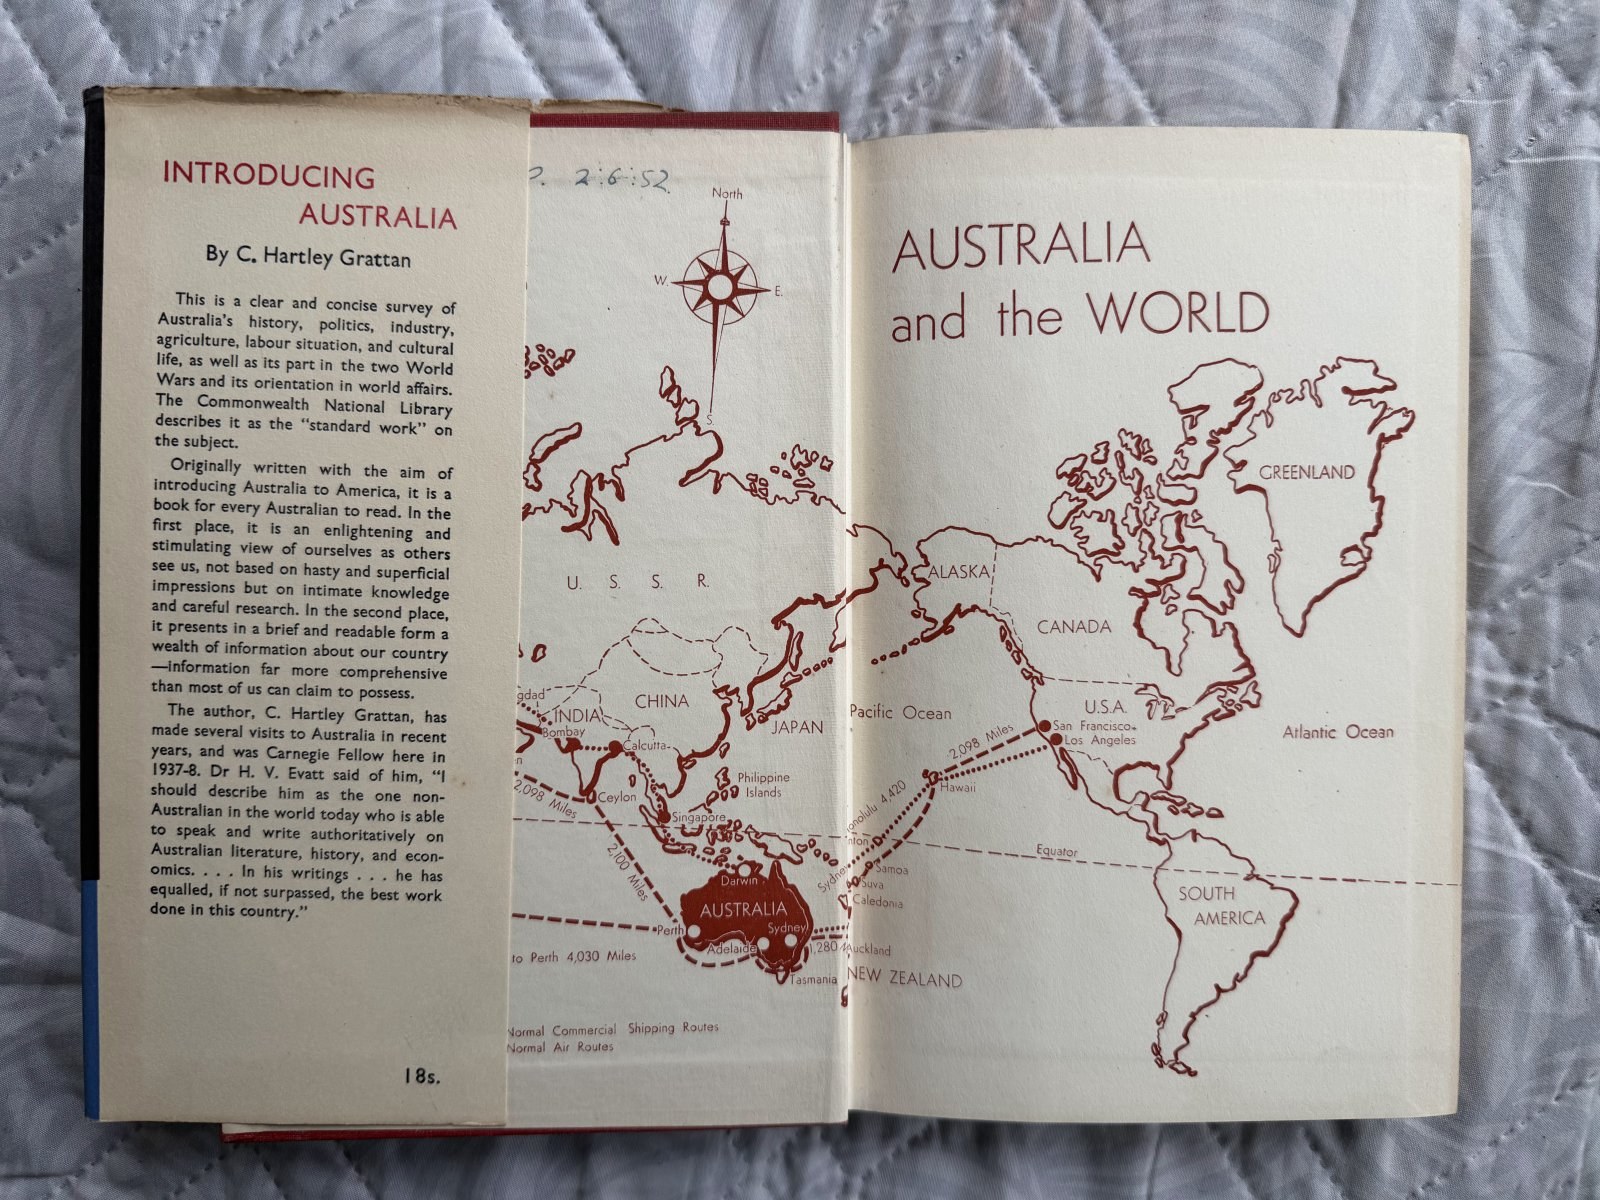 INTRODUCING
AUSTRALIA
By C. Hartley Grattan
This is a clear and concise survey of
Australia's history, politics, industry,
agriculture, labour situation, and cultural
life, as well as its part in the two World
Wars and its orientation in world affairs.
The Commonwealth National Library
describes it as the "standard work" on
the subject.
Originally written with the aim of
introducing Australia to America, it is a
book for every Australian to read. In the
first place, it is an enlightening and
stimulating view of ourselves as others
see us, not based on hasty and superficial
impressions but on intimate knowledge
and careful research. In the second place,
it presents in a brief and readable form a
wealth of information about our country
—information far more comprehensive
than most of us can claim to possess.
The author, C. Hartley Grattan, has
made several visits to Australia in recent
years, and was Carnegie Fellow here in
1937-8. Dr H. V. Evatt said of him, "I
should describe him as the one non-
Australian in the world today who is able
to speak and write authoritatively on
Australian literature, history, and econ-
omics. . . . In his writings . . . he has
equalled, if not surpassed, the best work
done in this country."
18s.
2:6:52
North
W.
E.
S.
U. S. S. R.
CHINA
gdad
INDIA
JAPAN
Bombay
Calcutta
Philippine
Islands
2,098 Miles
Ceylon
Singapore
2,100 Miles
Darwin
AUSTRALIA
Perth
Sydney
Adelaide
1,280
to Perth 4,030 Miles
Tasmania
Normal Commercial Shipping Routes
Normal Air Routes
AUSTRALIA
and the WORLD
GREENLAND
ALASKA
CANADA
U.S.A.
Pacific Ocean
San Francisco
Los Angeles
Atlantic Ocean
2,098 Miles
Hawaii
onolulu 4,420
nton
Sydney
Equator
Samoa
Suva
Caledonia
SOUTH
AMERICA
Auckland
NEW ZEALAND